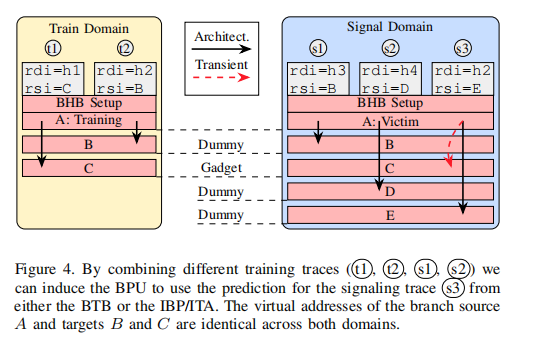 Train Domain
t1 t2
rdi=h1 rdi=h2
rsi=C rsi=B
BHB Setup
A: Training
B
C
Architect.
Transient
Dummy
Gadget
Dummy
Dummy
Signal Domain
s1 s2 s3
rdi=h3 rdi=h4 rdi=h2
rsi=B rsi=D rsi=E
BHB Setup
A: Victim
B
C
D
E
Figure 4. By combining different training traces (t1, t2, s1, s2) we
can induce the BPU to use the prediction for the signaling trace s3 from
either the BTB or the IBP/ITA. The virtual addresses of the branch source
A and targets B and C are identical across both domains.